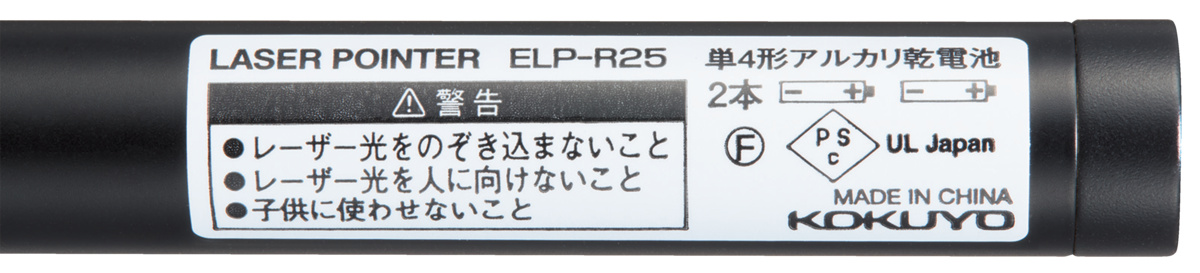 LASER POINTER ELP-R25
⚠ 警告
●レーザー光をのぞき込まないこと
●レーザー光を人に向けないこと
●子供に使わせないこと
単4形アルカリ乾電池
2本 - + - +
F
PS
C
UL Japan
MADE IN CHINA
KOKUYO